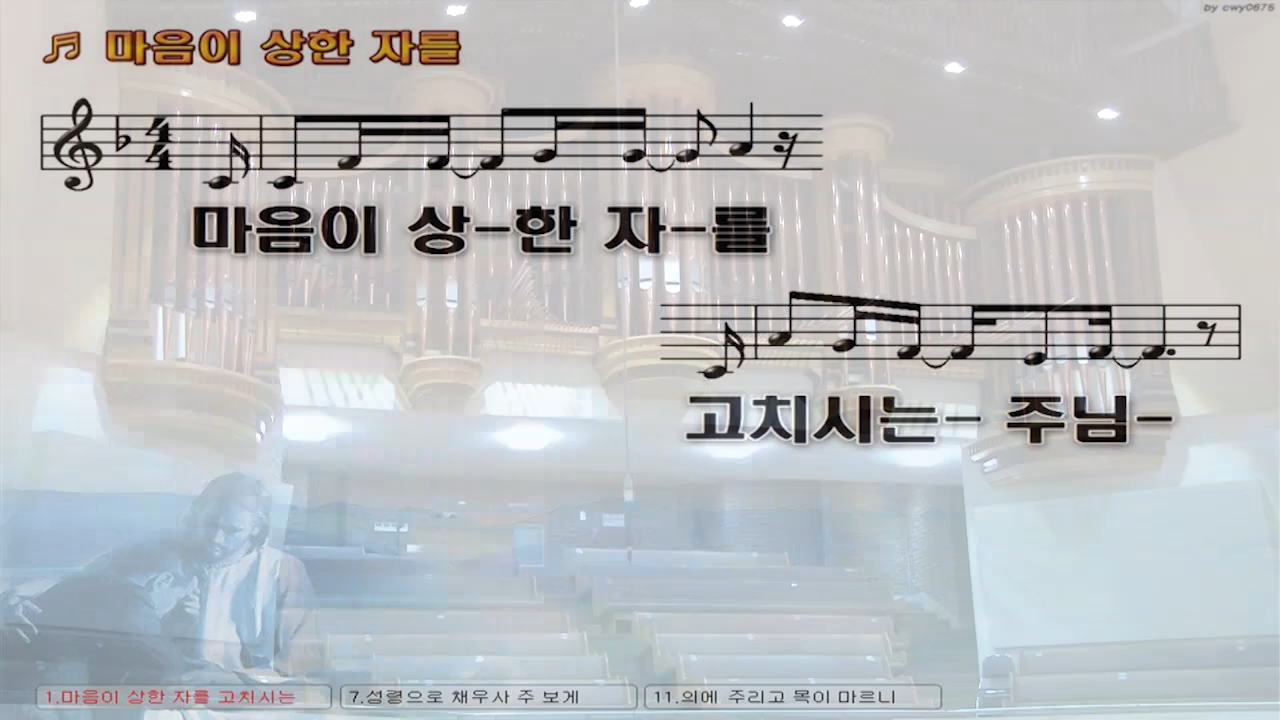 by cwy0675
마음이 상한 자를
4
4
마음이 상-한 자-를
고치시는- 주님-
1.마음이 상한 자를 고치시는
7.성령으로 채우사 주 보게
11.의에 주리고 목이 마르니